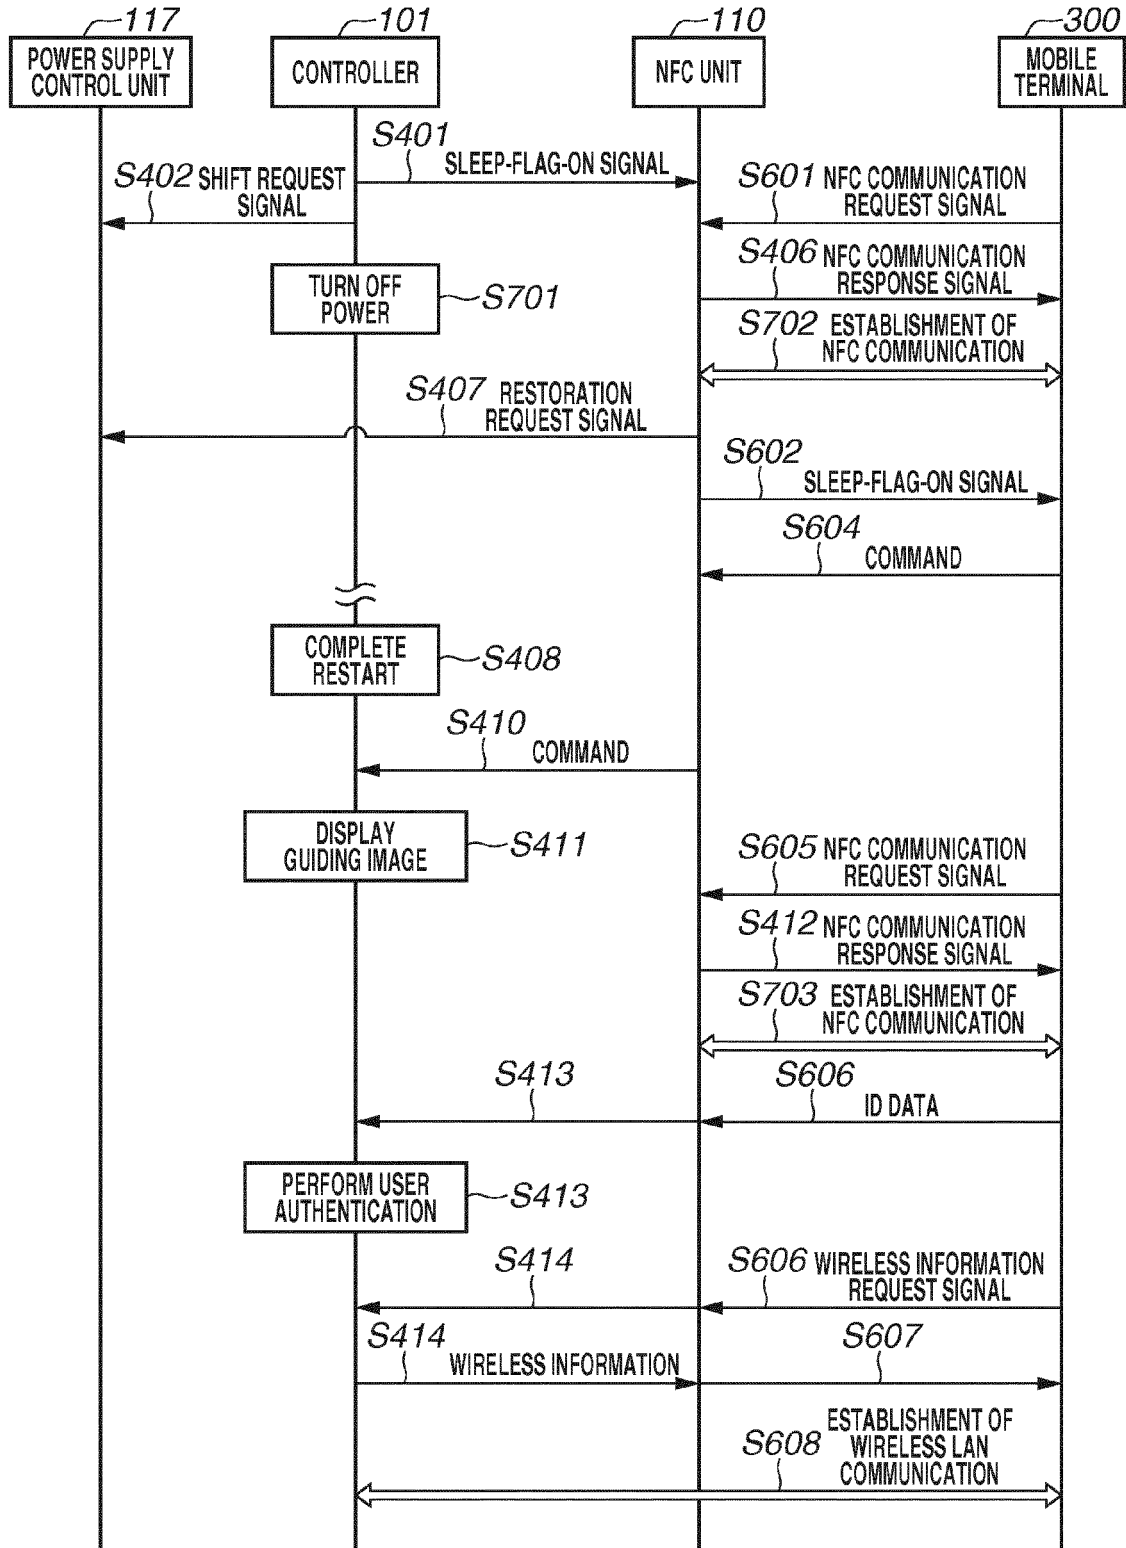 117
101
110
300
POWER SUPPLY
CONTROL UNIT
CONTROLLER
NFC UNIT
MOBILE
TERMINAL
S401
SLEEP-FLAG-ON SIGNAL
S402 SHIFT REQUEST
SIGNAL
S601 NFC COMMUNICATION
REQUEST SIGNAL
S406 NFC COMMUNICATION
RESPONSE SIGNAL
TURN OFF
POWER
S701
S702 ESTABLISHMENT OF
NFC COMMUNICATION
S407 RESTORATION
REQUEST SIGNAL
S602
SLEEP-FLAG-ON SIGNAL
S604
COMMAND
COMPLETE
RESTART
S408
S410
COMMAND
DISPLAY
GUIDING IMAGE
S411
S605 NFC COMMUNICATION
REQUEST SIGNAL
S412 NFC COMMUNICATION
RESPONSE SIGNAL
S703 ESTABLISHMENT OF
NFC COMMUNICATION
S413
S606
ID DATA
PERFORM USER
AUTHENTICATION
S413
S414
S606 WIRELESS INFORMATION
REQUEST SIGNAL
S414
WIRELESS INFORMATION
S607
S608 ESTABLISHMENT OF
WIRELESS LAN
COMMUNICATION